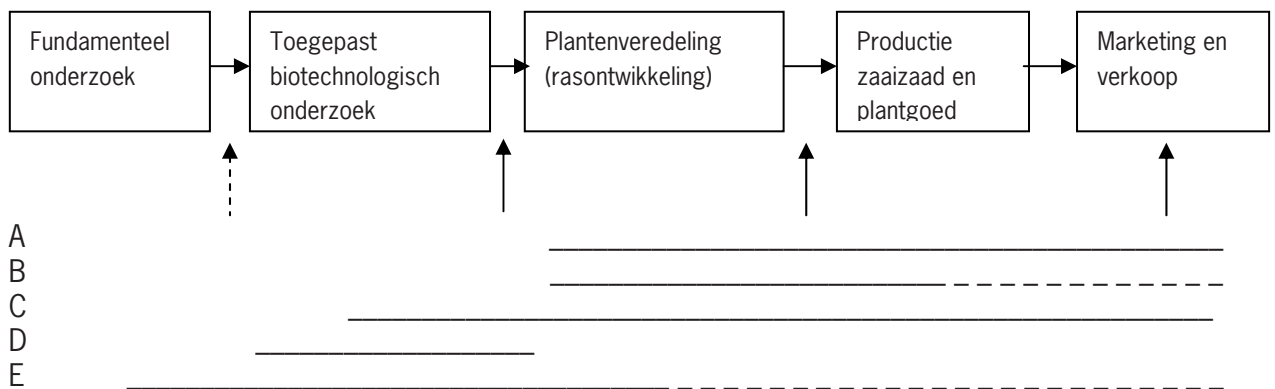 Fundamenteel
onderzoek
Toegepast
biotechnologisch
onderzoek
Plantenveredeling
(rasontwikkeling)
Productie
zaaizaad en
plantgoed
Marketing en
verkoop
A
B
C
D
E